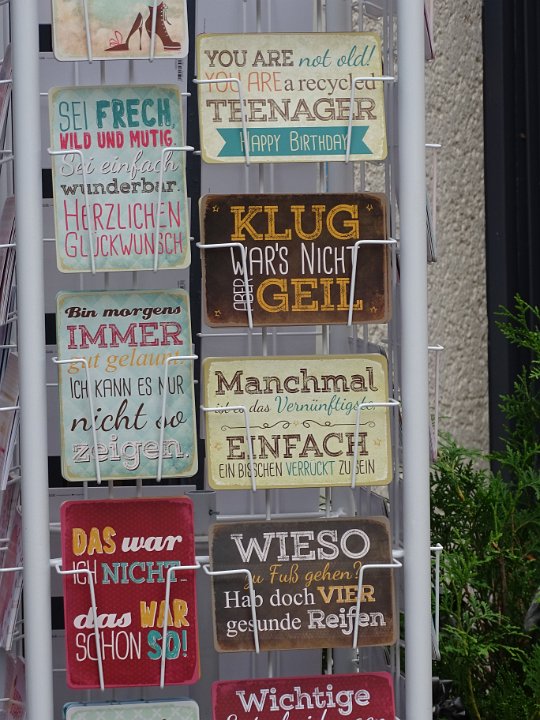 SEI FRECH,
WILD UND MUTIG.
Sei einfach
wunderbar.
HERZLICHEN
GLÜCKWUNSCH
Bin morgens
IMMER
gut gelaunt.
ICH KANN ES NUR
nicht so
zeigen.
DAS war
ICH NICHT...
das WAR
SCHON SO!
YOU ARE not old!
YOU ARE a recycled
TEENAGER
HAPPY BIRTHDAY
KLUG
WAR'S NICHT
ABER GEIL
Manchmal
ist es das Vernünftigste,
EINFACH
EIN BISSCHEN VERRÜCKT ZU SEIN
WIESO
zu Fuß gehen?
Hab doch VIER
gesunde Reifen
Wichtige